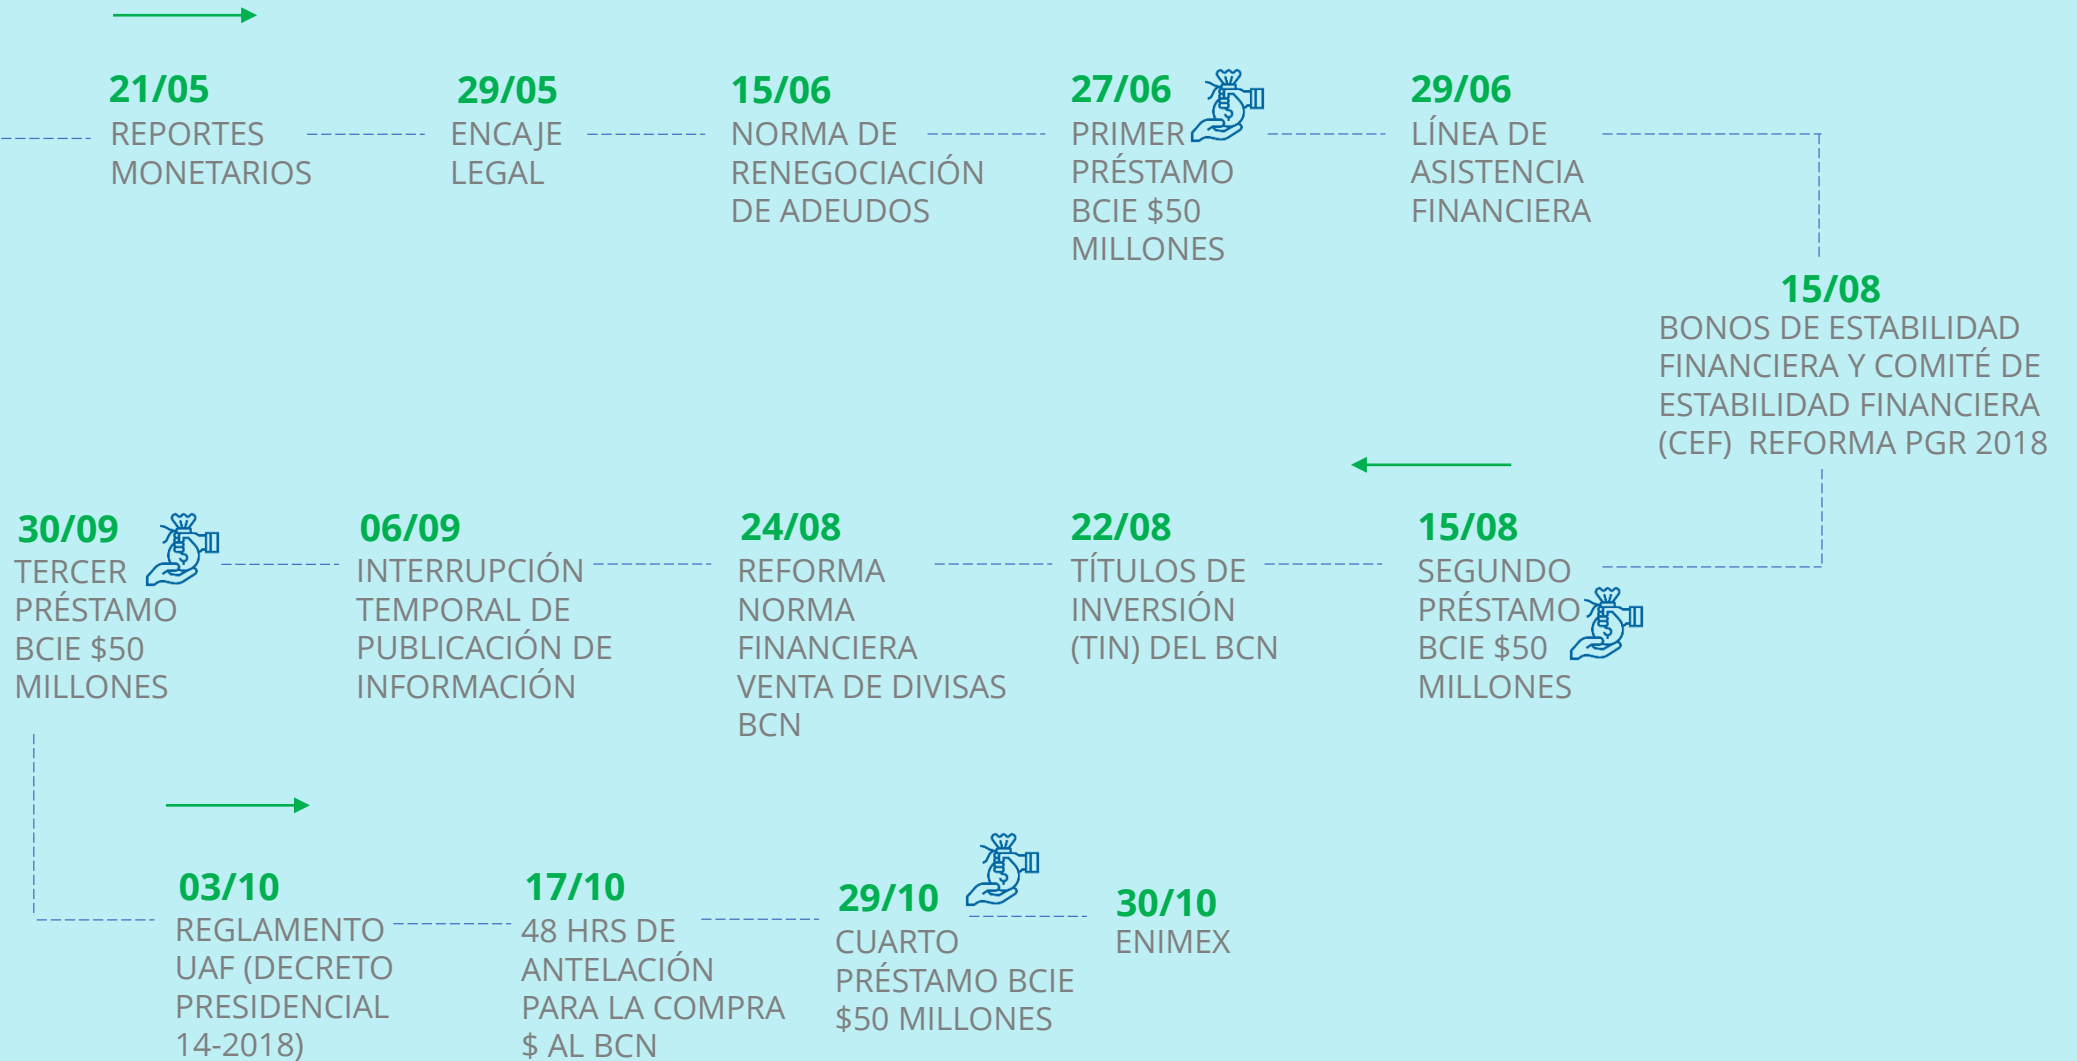 21/05
REPORTES
MONETARIOS
29/05
ENCAJE
LEGAL
15/06
NORMA DE
RENEGOCIACIÓN
DE ADEUDOS
27/06
PRIMER
PRÉSTAMO
BCIE $50
MILLONES
29/06
LÍNEA DE
ASISTENCIA
FINANCIERA
15/08
BONOS DE ESTABILIDAD
FINANCIERA Y COMITÉ DE
ESTABILIDAD FINANCIERA
(CEF) REFORMA PGR 2018
15/08
SEGUNDO
PRÉSTAMO
BCIE $50
MILLONES
22/08
TÍTULOS DE
INVERSIÓN
(TIN) DEL BCN
24/08
REFORMA
NORMA
FINANCIERA
VENTA DE DIVISAS
BCN
06/09
INTERRUPCIÓN
TEMPORAL DE
PUBLICACIÓN DE
INFORMACIÓN
30/09
TERCER
PRÉSTAMO
BCIE $50
MILLONES
03/10
REGLAMENTO
UAF (DECRETO
PRESIDENCIAL
14-2018)
17/10
48 HRS DE
ANTELACIÓN
PARA LA COMPRA
$ AL BCN
29/10
CUARTO
PRÉSTAMO BCIE
$50 MILLONES
30/10
ENIMEX